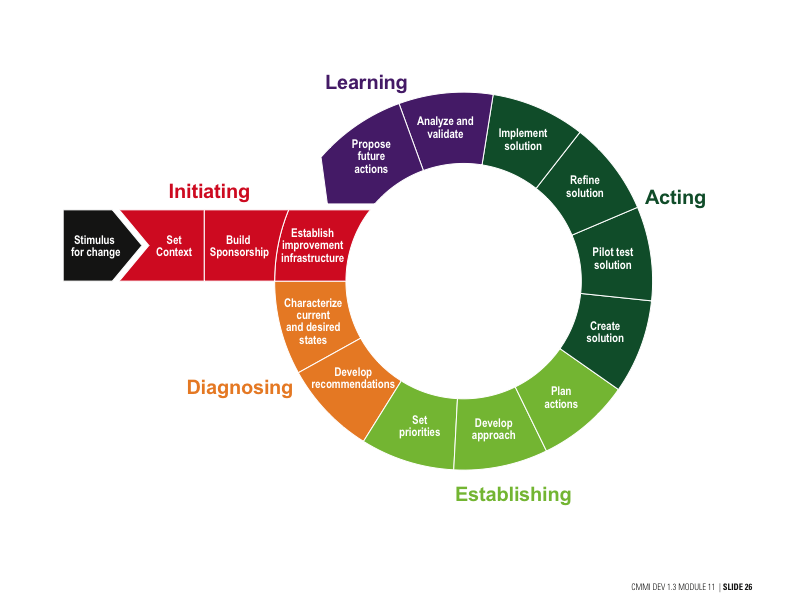 Learning
Analyze and
validate
Implement
solution
Propose
future
actions
Refine
solution
Initiating
Acting
Stimulus
for change
Set
Context
Build
Sponsorship
Establish
improvement
infrastructure
Pilot test
solution
Characterize
current
and desired
states
Create
solution
Develop
recommendations
Diagnosing
Plan
actions
Set
priorities
Develop
approach
Establishing
CMMI DEV 1.3 MODULE 11 | SLIDE 26